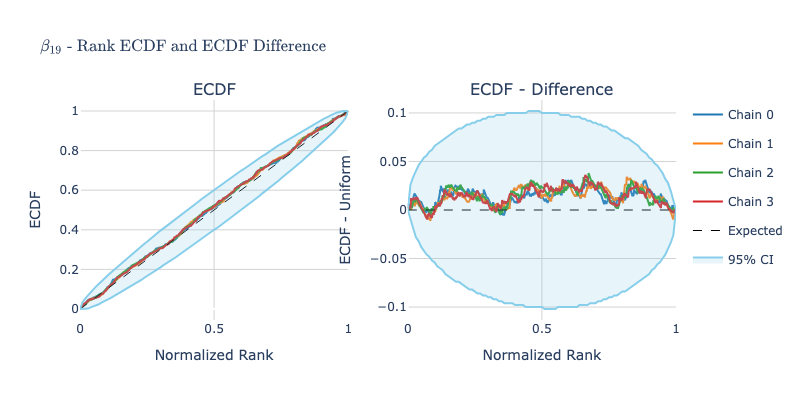 β₁₉ - Rank ECDF and ECDF Difference
ECDF
ECDF - Difference
ECDF
1
0.8
0.6
0.4
0.2
0
0
0.5
1
Normalized Rank
ECDF - Uniform
0.1
0.05
0
−0.05
−0.1
0
0.5
1
Normalized Rank
Chain 0
Chain 1
Chain 2
Chain 3
Expected
95% CI